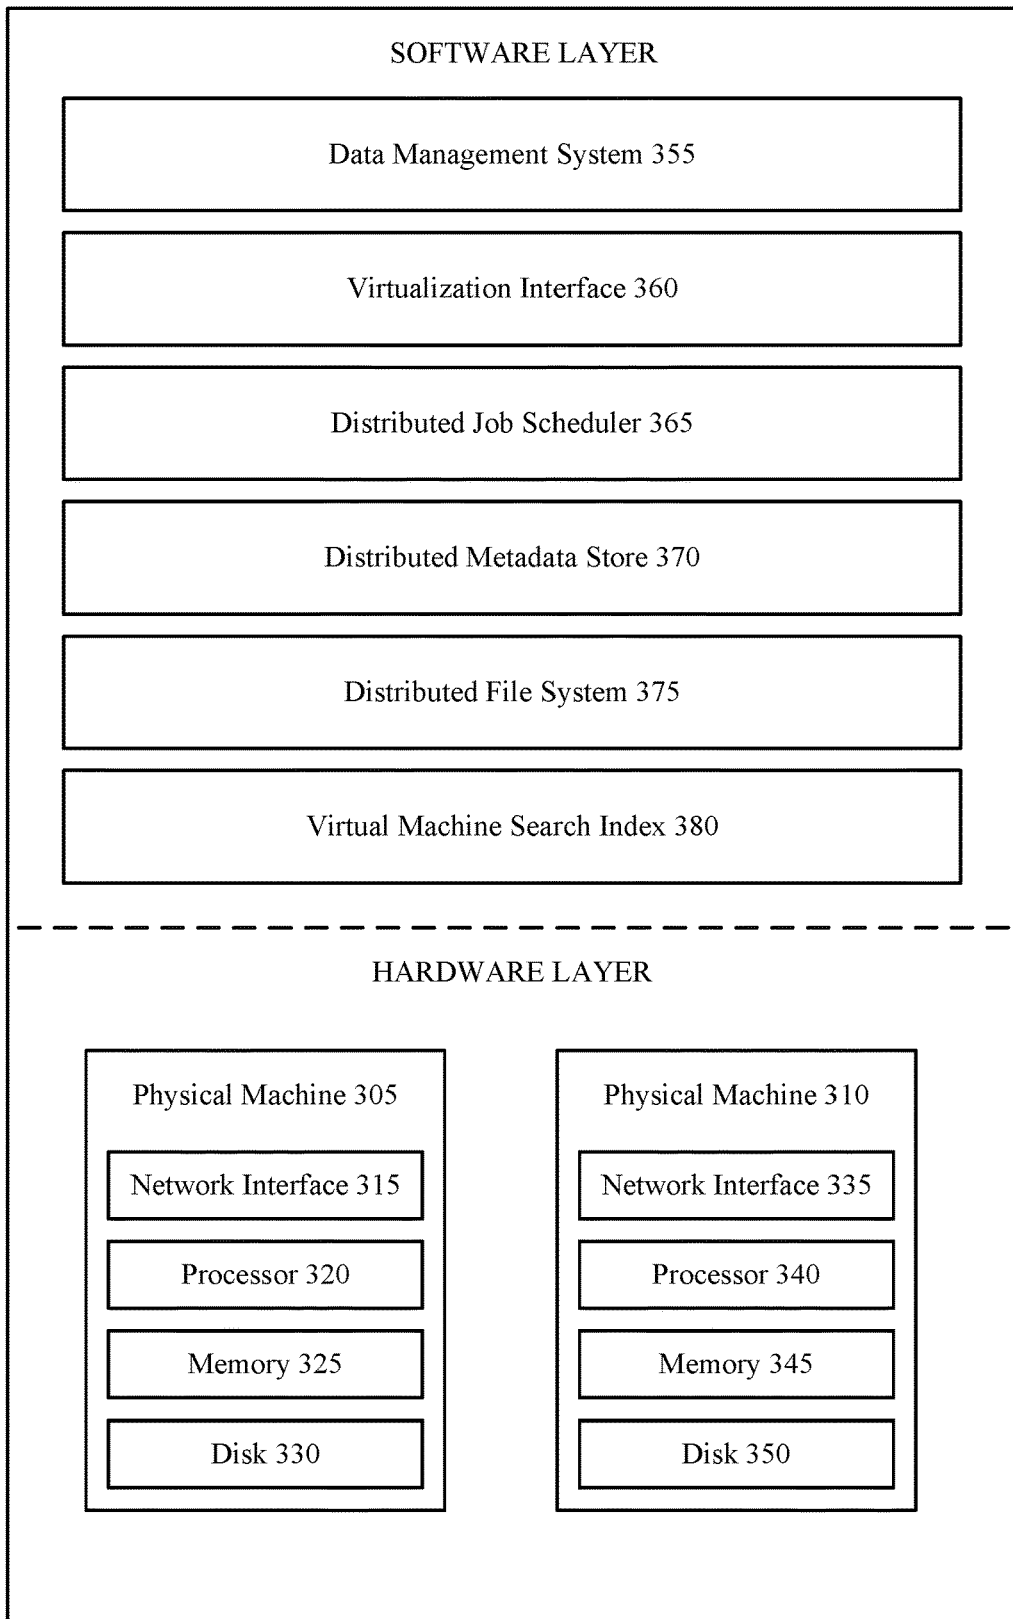 SOFTWARE LAYER
Data Management System 355
Virtualization Interface 360
Distributed Job Scheduler 365
Distributed Metadata Store 370
Distributed File System 375
Virtual Machine Search Index 380
HARDWARE LAYER
Physical Machine 305
Network Interface 315
Processor 320
Memory 325
Disk 330
Physical Machine 310
Network Interface 335
Processor 340
Memory 345
Disk 350